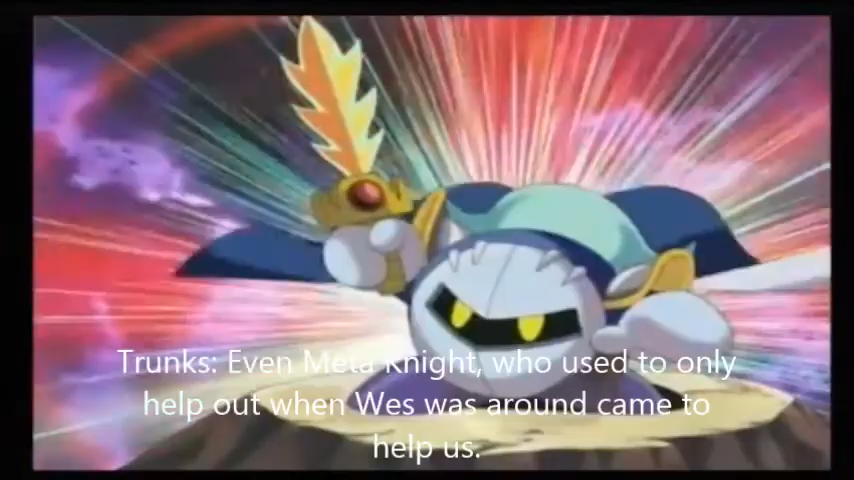 Trunks: Even Meta Knight, who used to only
help out when Wes was around came to
help us.